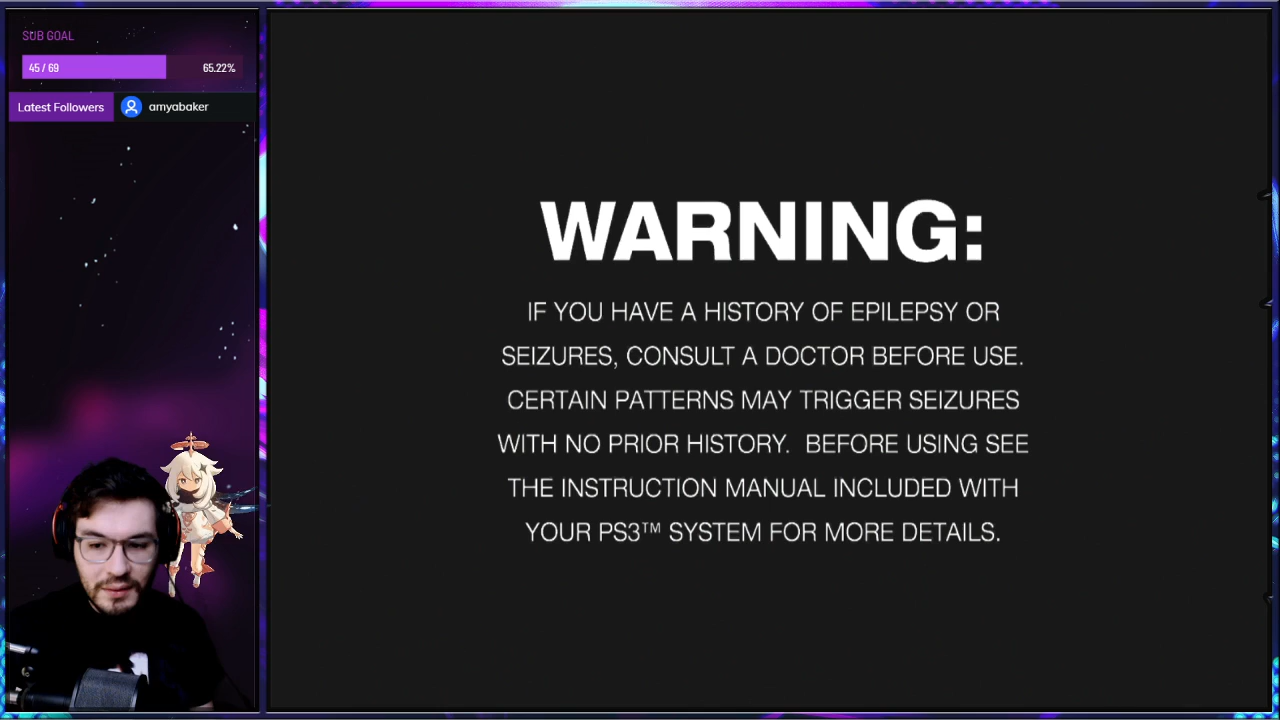 SUB GOAL
45 / 69 65.22%
Latest Followers amyabaker
WARNING:
IF YOU HAVE A HISTORY OF EPILEPSY OR
SEIZURES, CONSULT A DOCTOR BEFORE USE.
CERTAIN PATTERNS MAY TRIGGER SEIZURES
WITH NO PRIOR HISTORY.  BEFORE USING SEE
THE INSTRUCTION MANUAL INCLUDED WITH
YOUR PS3™ SYSTEM FOR MORE DETAILS.